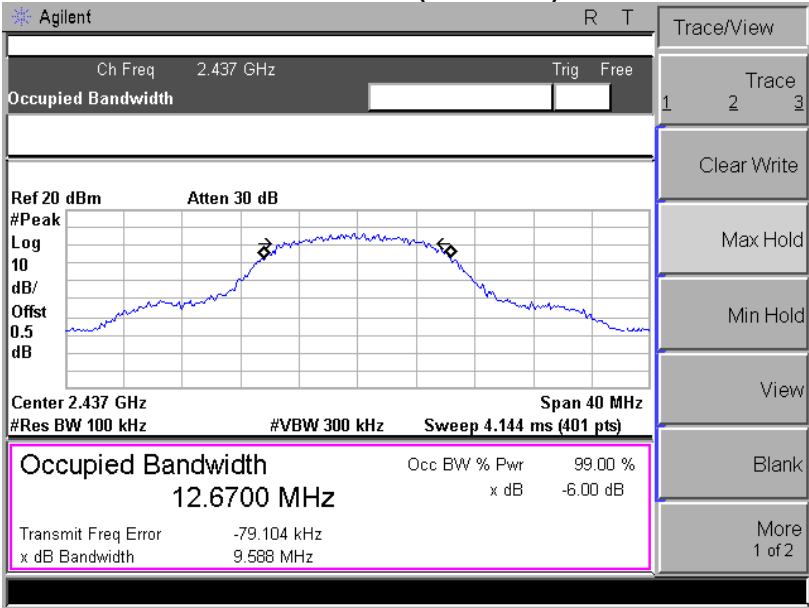 Agilent R T
Trace/View
Ch Freq 2.437 GHz Trig Free
Occupied Bandwidth
Trace
1 2 3
Clear Write
Ref 20 dBm Atten 30 dB
#Peak
Log
10
dB/
Offst
0.5
dB
Max Hold
Min Hold
Center 2.437 GHz Span 40 MHz
#Res BW 100 kHz #VBW 300 kHz Sweep 4.144 ms (401 pts)
View
Occupied Bandwidth
12.6700 MHz
Occ BW % Pwr 99.00 %
x dB -6.00 dB
Transmit Freq Error -79.104 kHz
x dB Bandwidth 9.588 MHz
Blank
More
1 of 2